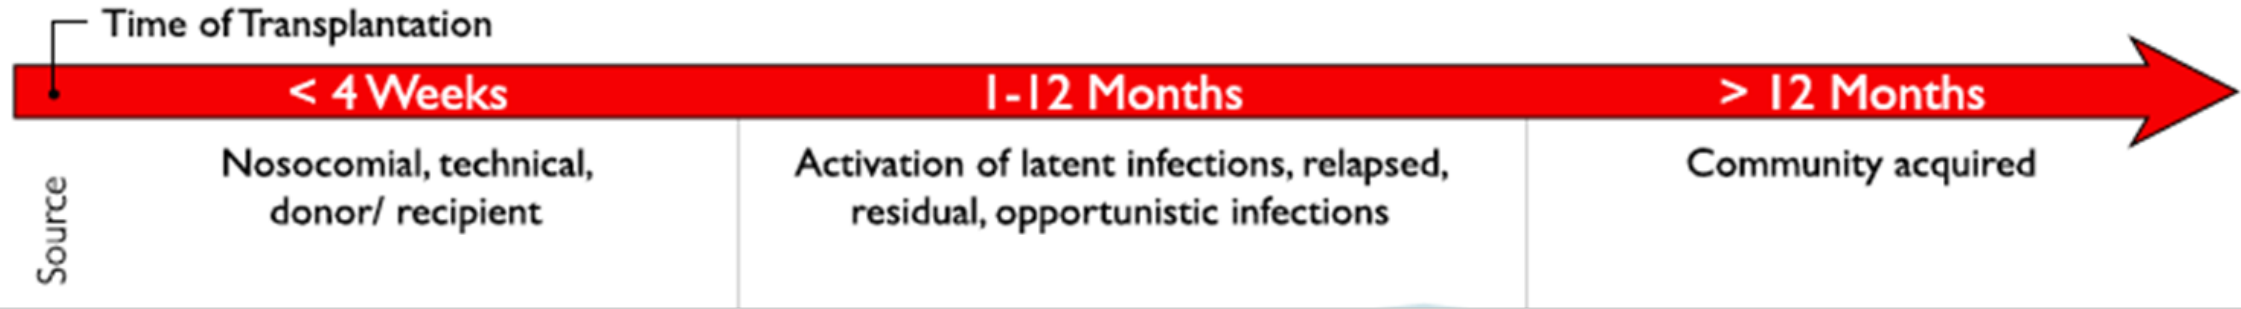 Time of Transplantation
< 4 Weeks
1-12 Months
> 12 Months
Source
Nosocomial, technical,
donor/ recipient
Activation of latent infections, relapsed,
residual, opportunistic infections
Community acquired